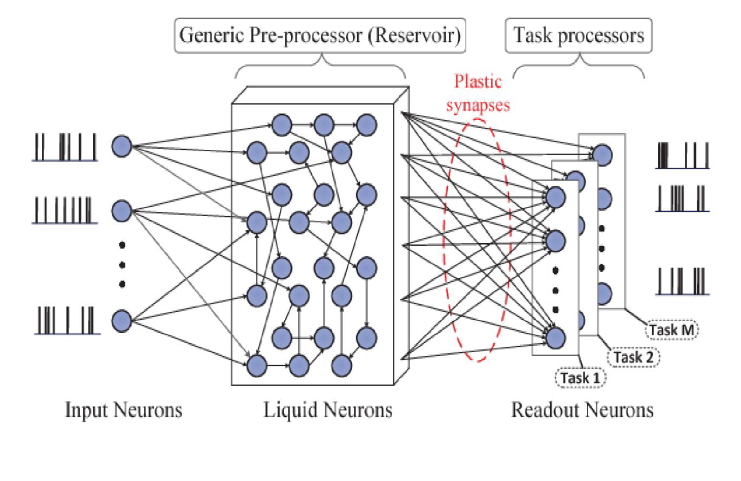 Generic Pre-processor (Reservoir)
Task processors
Plastic
synapses
Task M
Task 2
Task 1
Input Neurons
Liquid Neurons
Readout Neurons